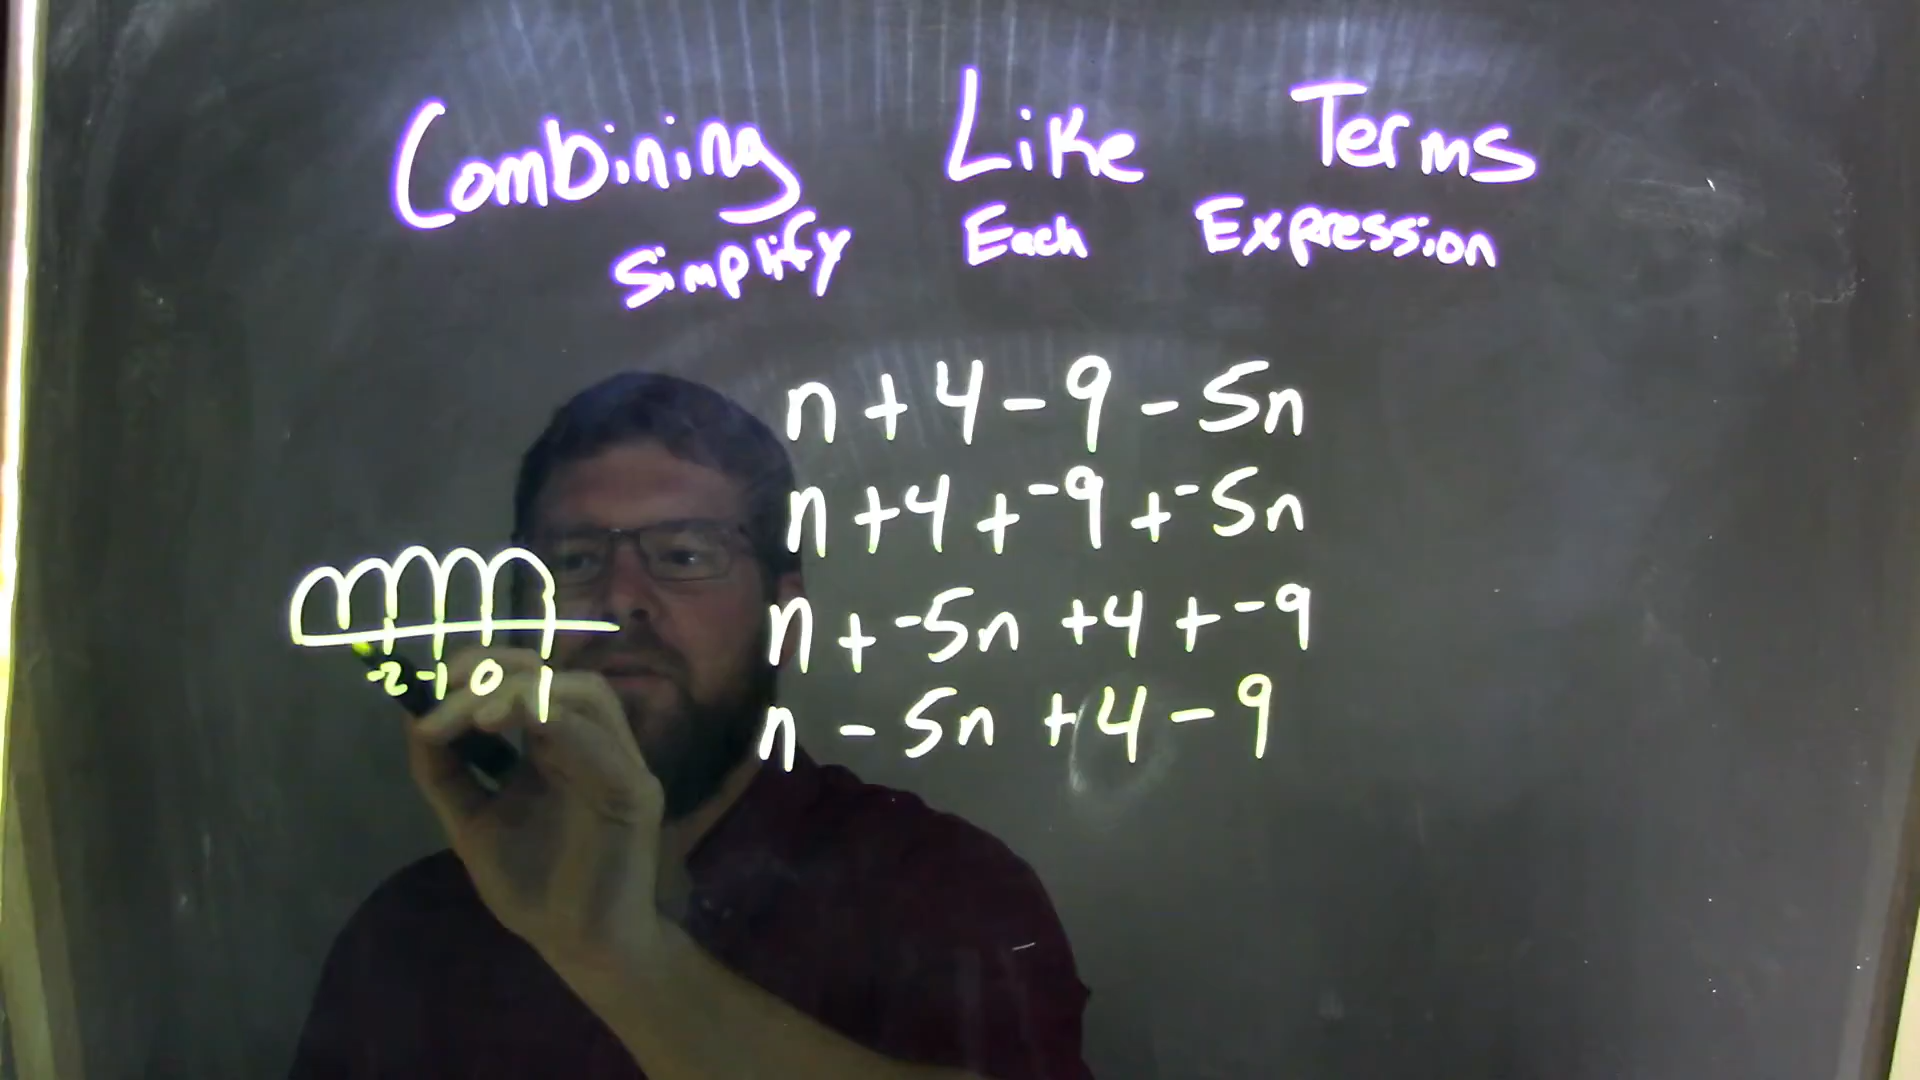 Combining Like Terms
Simplify Each Expression
n + 4 - 9 - 5n
n + 4 + -9 + -5n
n + -5n + 4 + -9
-2 -1 0 1
n - 5n + 4 - 9